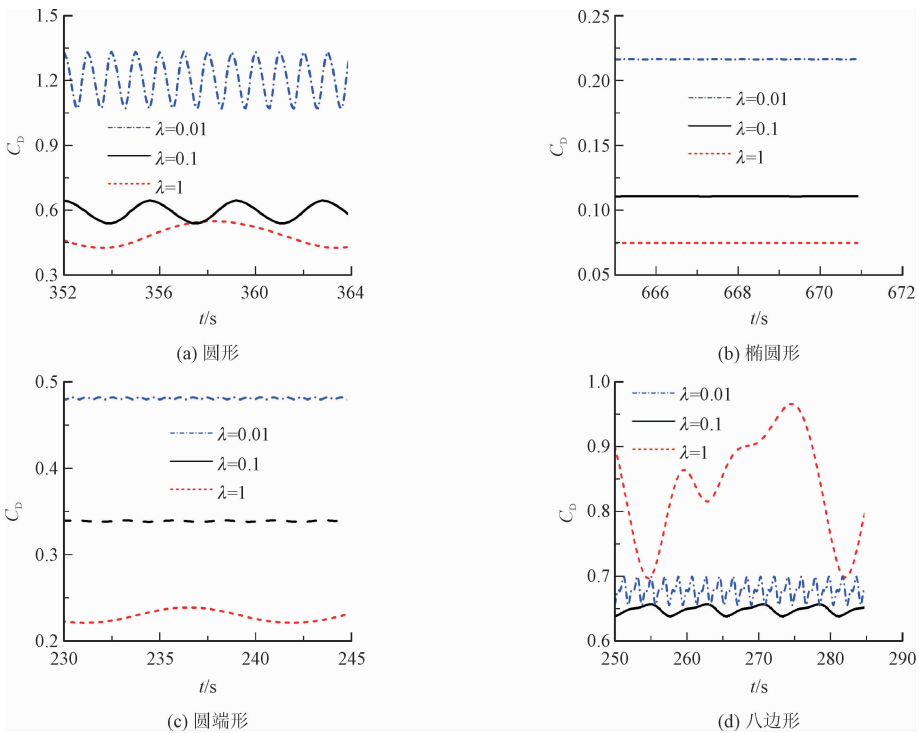 1.5
1.2
0.9
0.6
0.3
C_D
λ=0.01
λ=0.1
λ=1
352 356 360 364
t/s
(a) 圆形
0.25
0.20
0.15
0.10
0.05
C_D
λ=0.01
λ=0.1
λ=1
666 668 670 672
t/s
(b) 椭圆形
0.5
0.4
0.3
0.2
C_D
λ=0.01
λ=0.1
λ=1
230 235 240 245
t/s
(c) 圆端形
1.0
0.9
0.8
0.7
0.6
C_D
λ=0.01
λ=0.1
λ=1
250 260 270 280 290
t/s
(d) 八边形